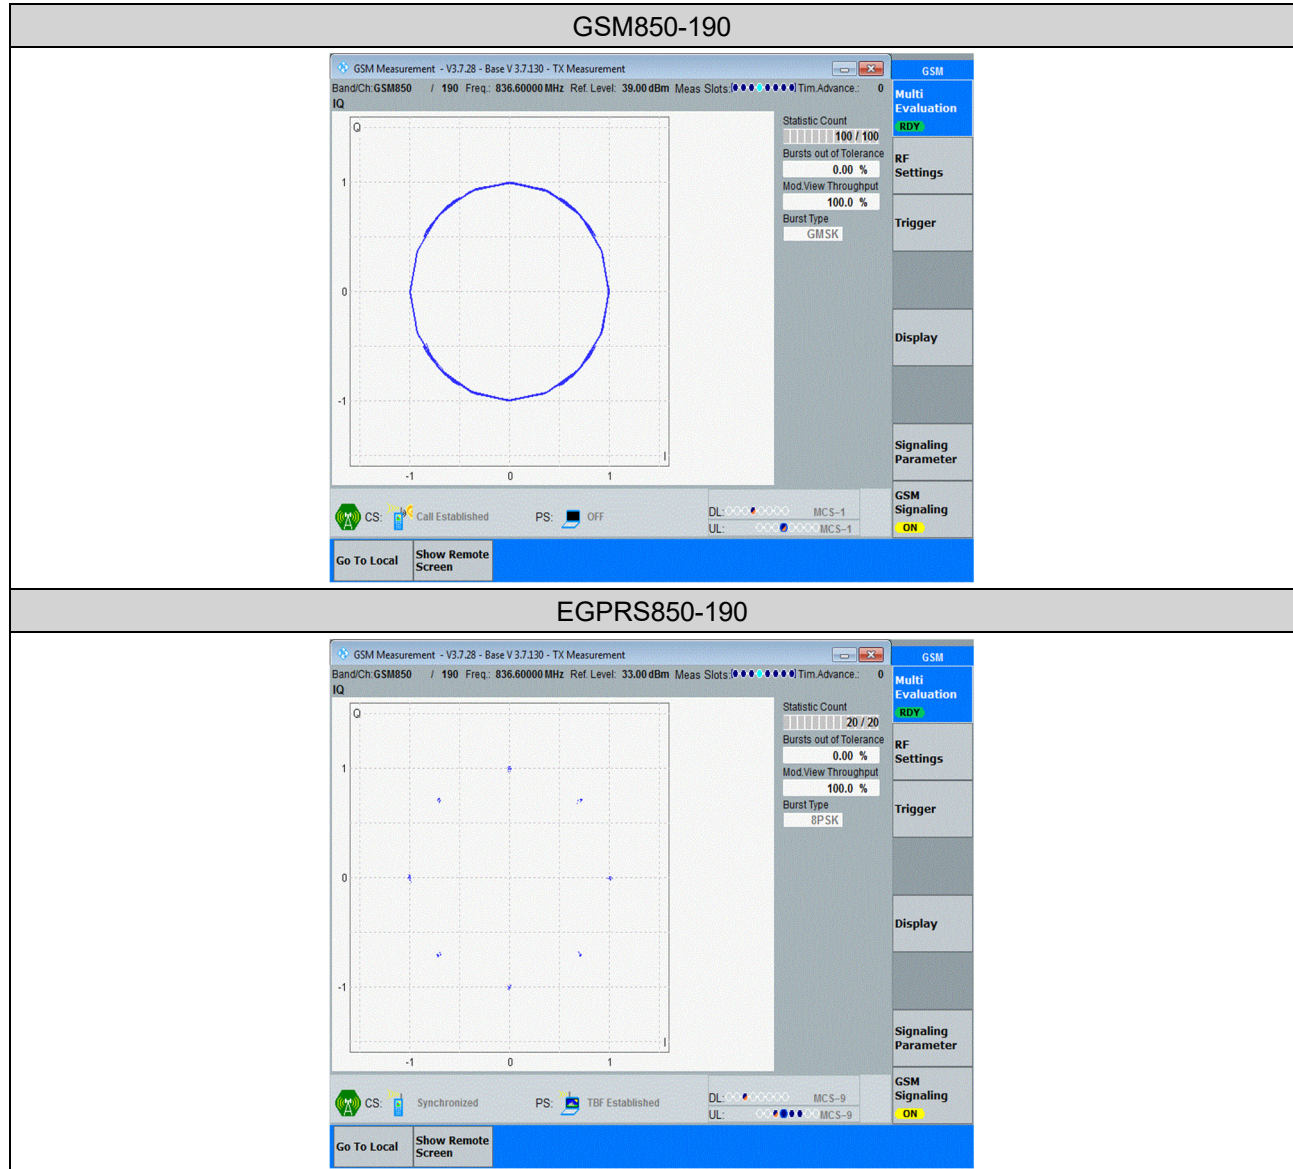 GSM850-190
GSM Measurement - V3.7.28 - Base V 3.7.130 - TX Measurement
GSM
Band/Ch: GSM850 / 190 Freq.: 836.60000 MHz Ref. Level: 39.00 dBm Meas Slots: Tim.Advance.: 0
IQ
Multi
Evaluation
RDY
Statistic Count
100 / 100
Bursts out of Tolerance
0.00 %
Mod.View Throughput
100.0 %
Burst Type
GMSK
RF
Settings
Trigger
Display
Signaling
Parameter
GSM
Signaling
ON
Q
1
0
-1
I
-1 0 1
CS: Call Established PS: OFF
DL: MCS-1
UL: MCS-1
Go To Local
Show Remote
Screen
EGPRS850-190
GSM Measurement - V3.7.28 - Base V 3.7.130 - TX Measurement
GSM
Band/Ch: GSM850 / 190 Freq.: 836.60000 MHz Ref. Level: 33.00 dBm Meas Slots: Tim.Advance.: 0
IQ
Multi
Evaluation
RDY
Statistic Count
20 / 20
Bursts out of Tolerance
0.00 %
Mod.View Throughput
100.0 %
Burst Type
8PSK
RF
Settings
Trigger
Display
Signaling
Parameter
GSM
Signaling
ON
Q
1
0
-1
I
-1 0 1
CS: Synchronized PS: TBF Established
DL: MCS-9
UL: MCS-9
Go To Local
Show Remote
Screen